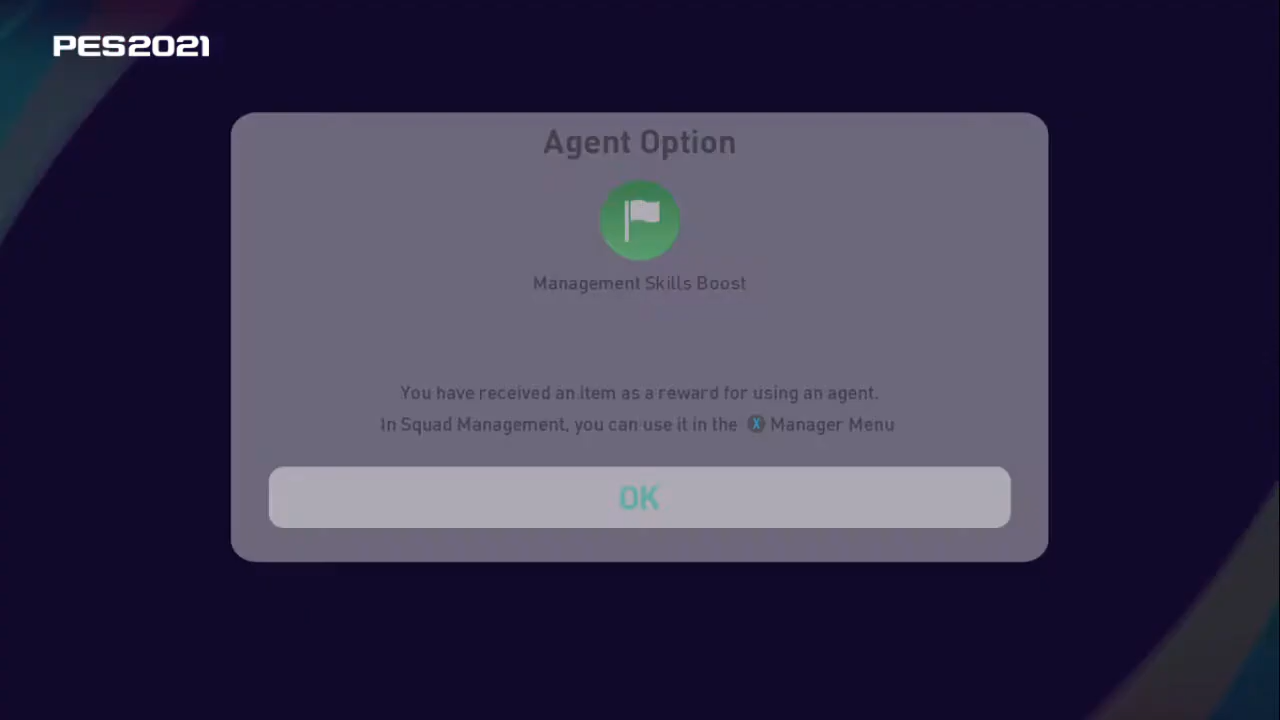 PES2021
Agent Option
Management Skills Boost
You have received an item as a reward for using an agent.
In Squad Management, you can use it in the X Manager Menu
OK